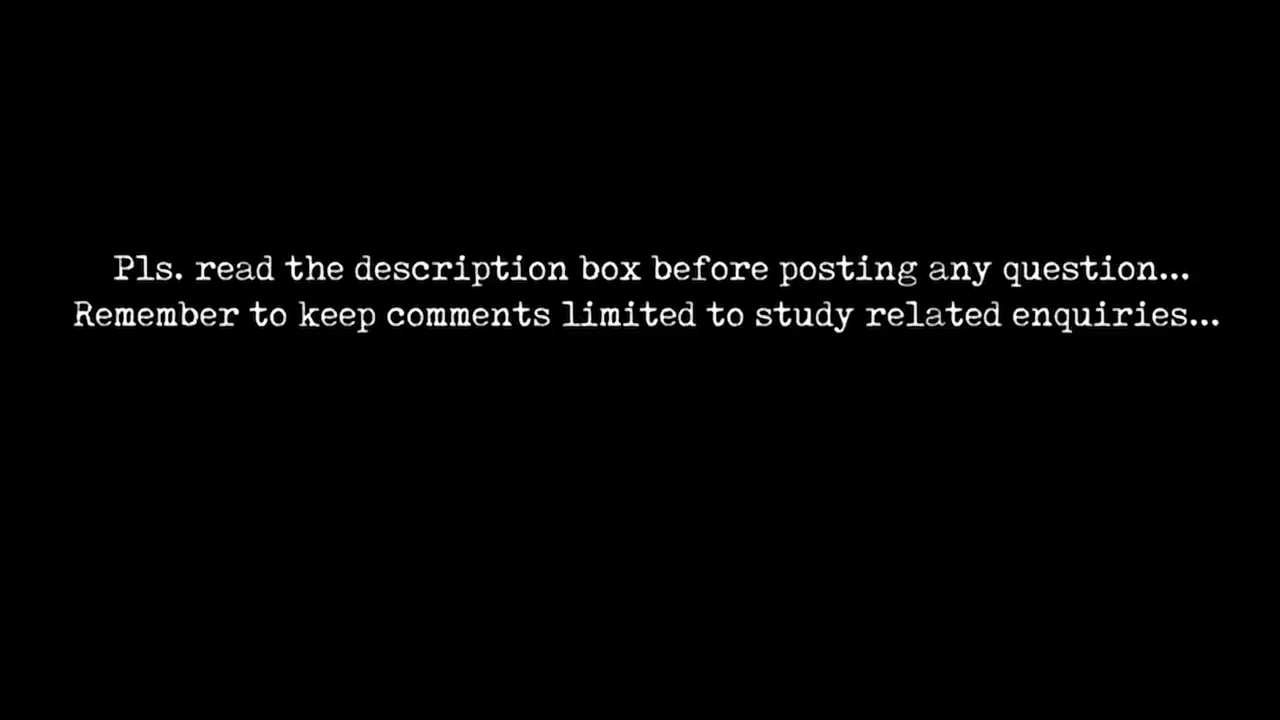 Pls. read the description box before posting any question...
Remember to keep comments limited to study related enquiries...